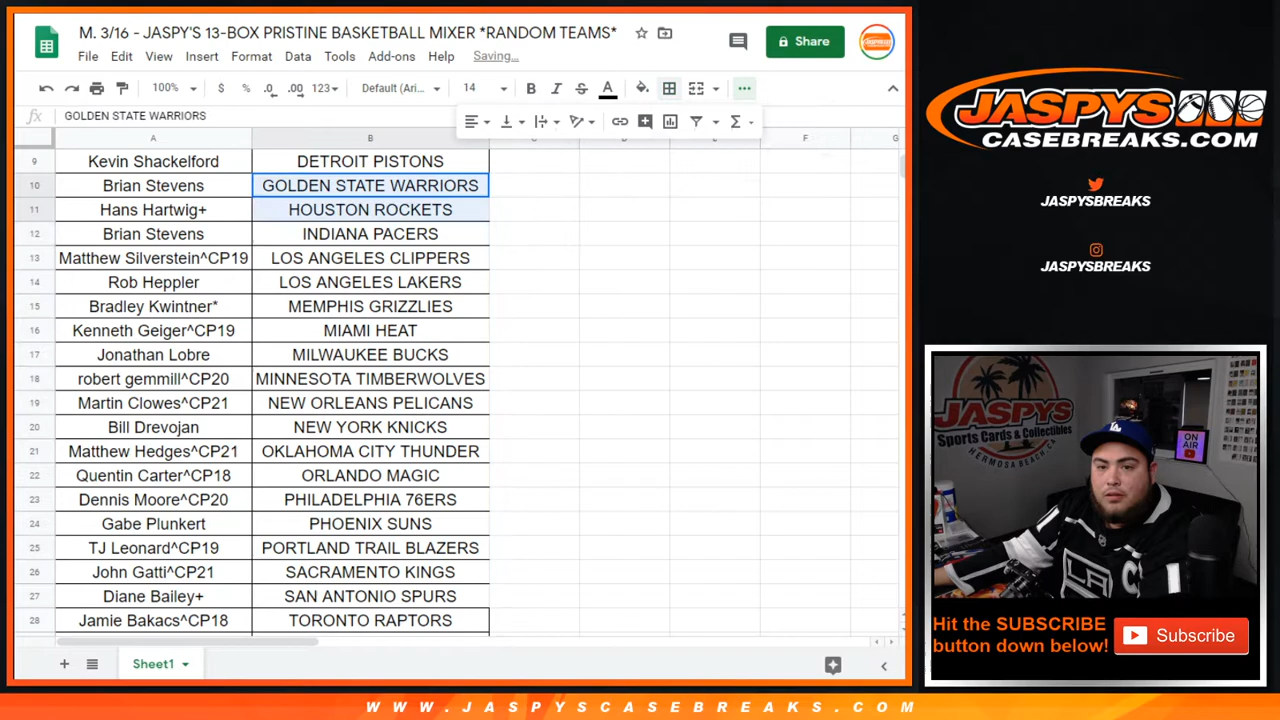 M. 3/16 - JASPY'S 13-BOX PRISTINE BASKETBALL MIXER *RANDOM TEAMS*
File Edit View Insert Format Data Tools Add-ons Help Saving...
Share
100% $ % .0 .00 123 Default (Ari... 14 B I S A
fx GOLDEN STATE WARRIORS
A B F
9 Kevin Shackelford DETROIT PISTONS
10 Brian Stevens GOLDEN STATE WARRIORS
11 Hans Hartwig+ HOUSTON ROCKETS
12 Brian Stevens INDIANA PACERS
13 Matthew Silverstein^CP19 LOS ANGELES CLIPPERS
14 Rob Heppler LOS ANGELES LAKERS
15 Bradley Kwintner* MEMPHIS GRIZZLIES
16 Kenneth Geiger^CP19 MIAMI HEAT
17 Jonathan Lobre MILWAUKEE BUCKS
18 robert gemmill^CP20 MINNESOTA TIMBERWOLVES
19 Martin Clowes^CP21 NEW ORLEANS PELICANS
20 Bill Drevojan NEW YORK KNICKS
21 Matthew Hedges^CP21 OKLAHOMA CITY THUNDER
22 Quentin Carter^CP18 ORLANDO MAGIC
23 Dennis Moore^CP20 PHILADELPHIA 76ERS
24 Gabe Plunkert PHOENIX SUNS
25 TJ Leonard^CP19 PORTLAND TRAIL BLAZERS
26 John Gatti^CP21 SACRAMENTO KINGS
27 Diane Bailey+ SAN ANTONIO SPURS
28 Jamie Bakacs^CP18 TORONTO RAPTORS
Sheet1
JASPYS
CASEBREAKS.COM
JASPYSBREAKS
JASPYSBREAKS
JASPYS
Sports Cards & Collectibles
HERMOSA BEACH, CA
ON AIR
LA
C
Hit the SUBSCRIBE
button down below!
Subscribe
WWW.JASPYSCASEBREAKS.COM